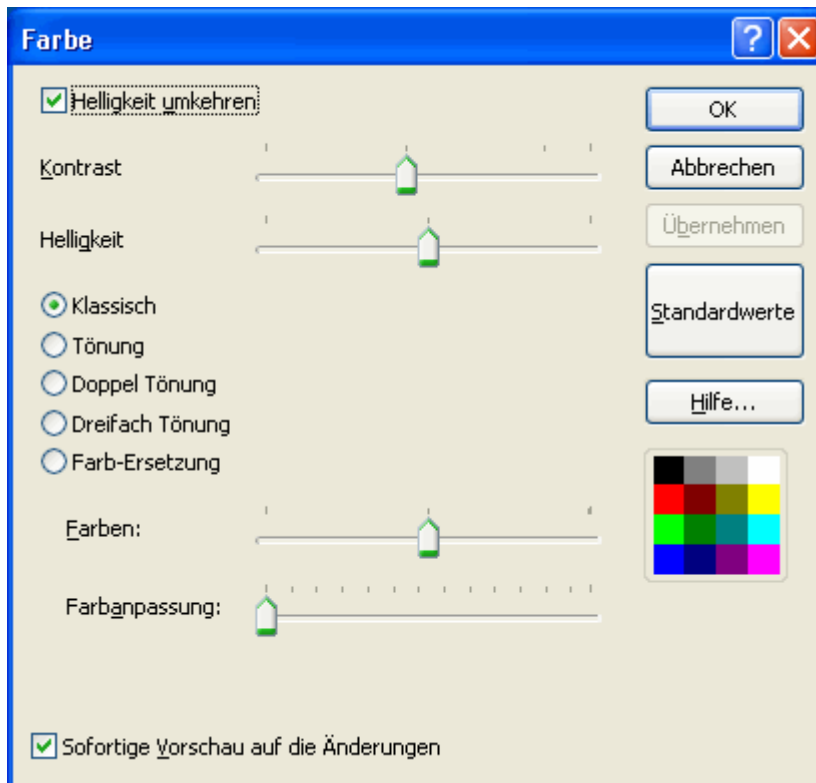 Farbe
Helligkeit umkehren
OK
Kontrast
Abbrechen
Übernehmen
Helligkeit
Klassisch
Standardwerte
Tönung
Doppel Tönung
Hilfe...
Dreifach Tönung
Farb-Ersetzung
Farben:
Farbanpassung:
Sofortige Vorschau auf die Änderungen